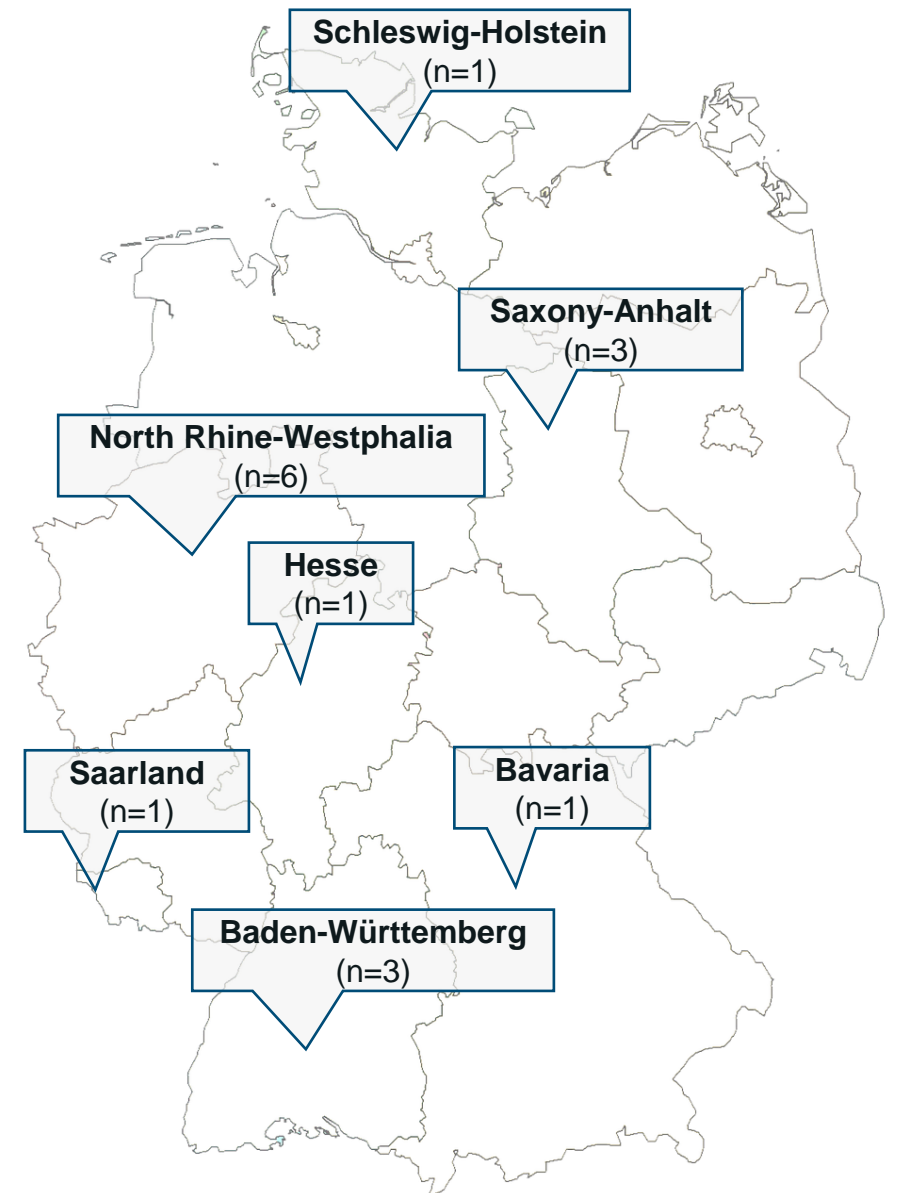 Schleswig-Holstein
(n=1)
Saxony-Anhalt
(n=3)
North Rhine-Westphalia
(n=6)
Hesse
(n=1)
Saarland
(n=1)
Bavaria
(n=1)
Baden-Württemberg
(n=3)